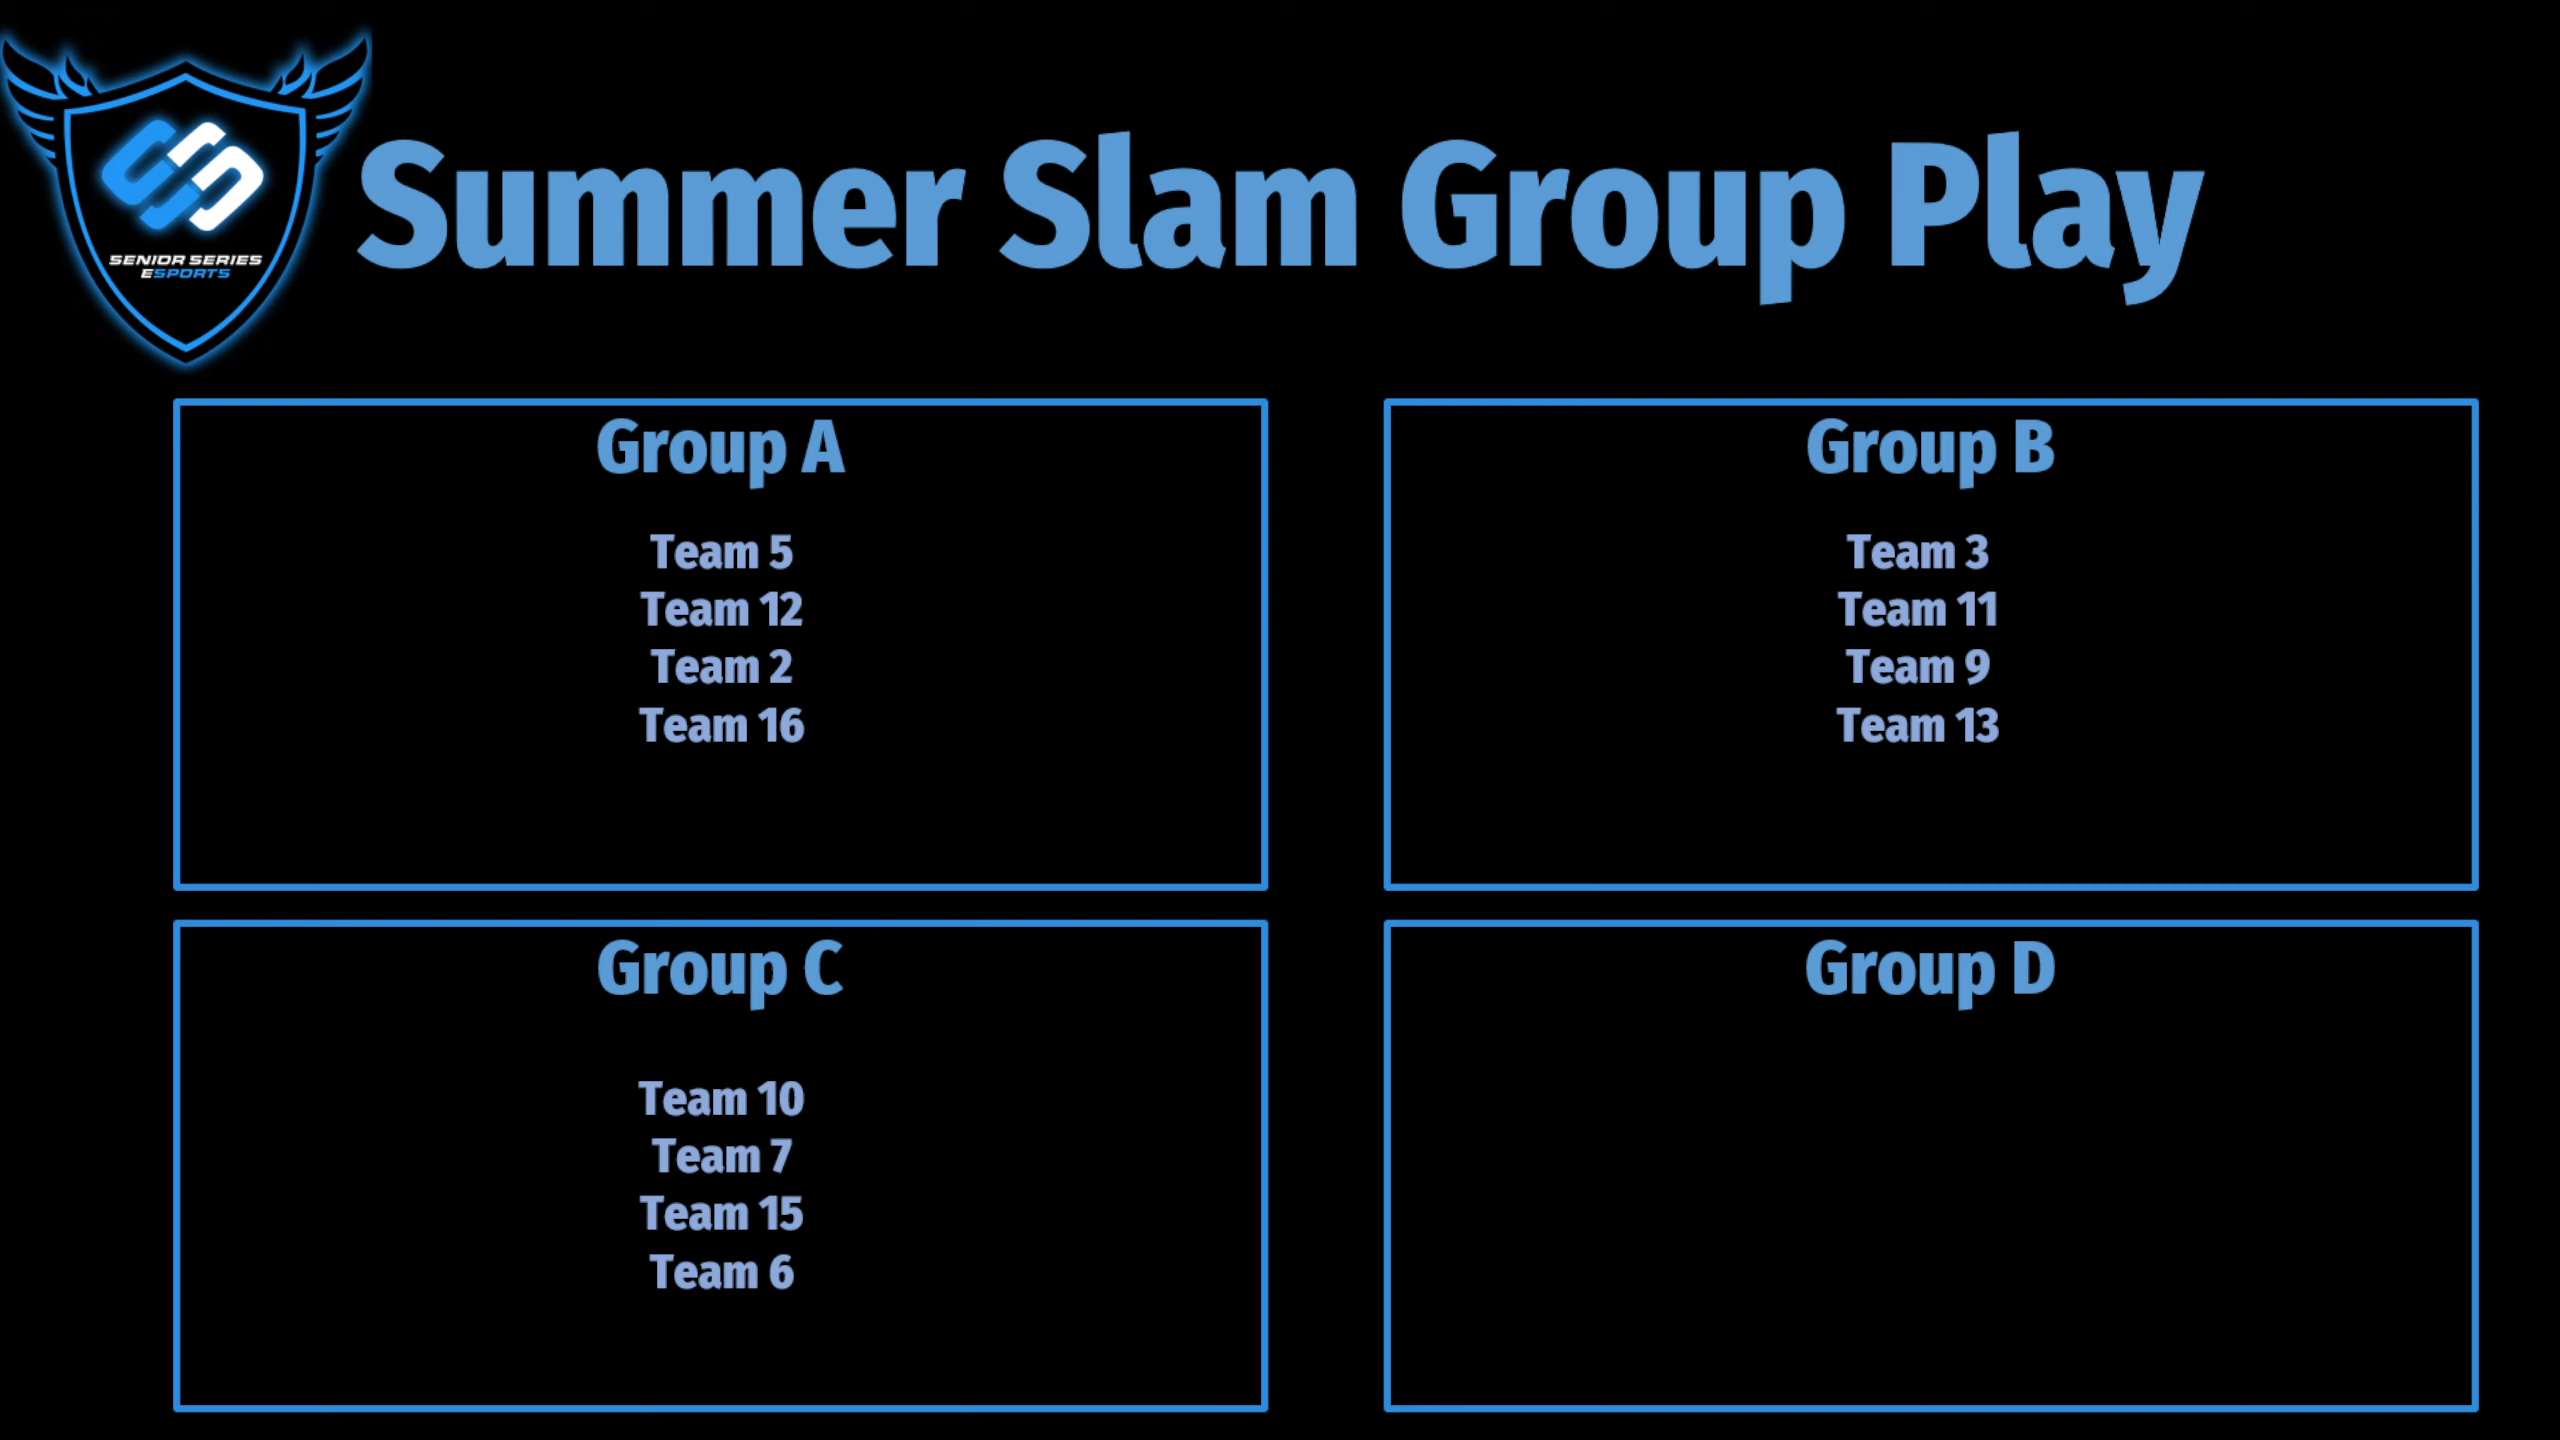 SENIOR SERIES
ESPORTS
Summer Slam Group Play
Group A
Team 5
Team 12
Team 2
Team 16
Group B
Team 3
Team 11
Team 9
Team 13
Group C
Team 10
Team 7
Team 15
Team 6
Group D